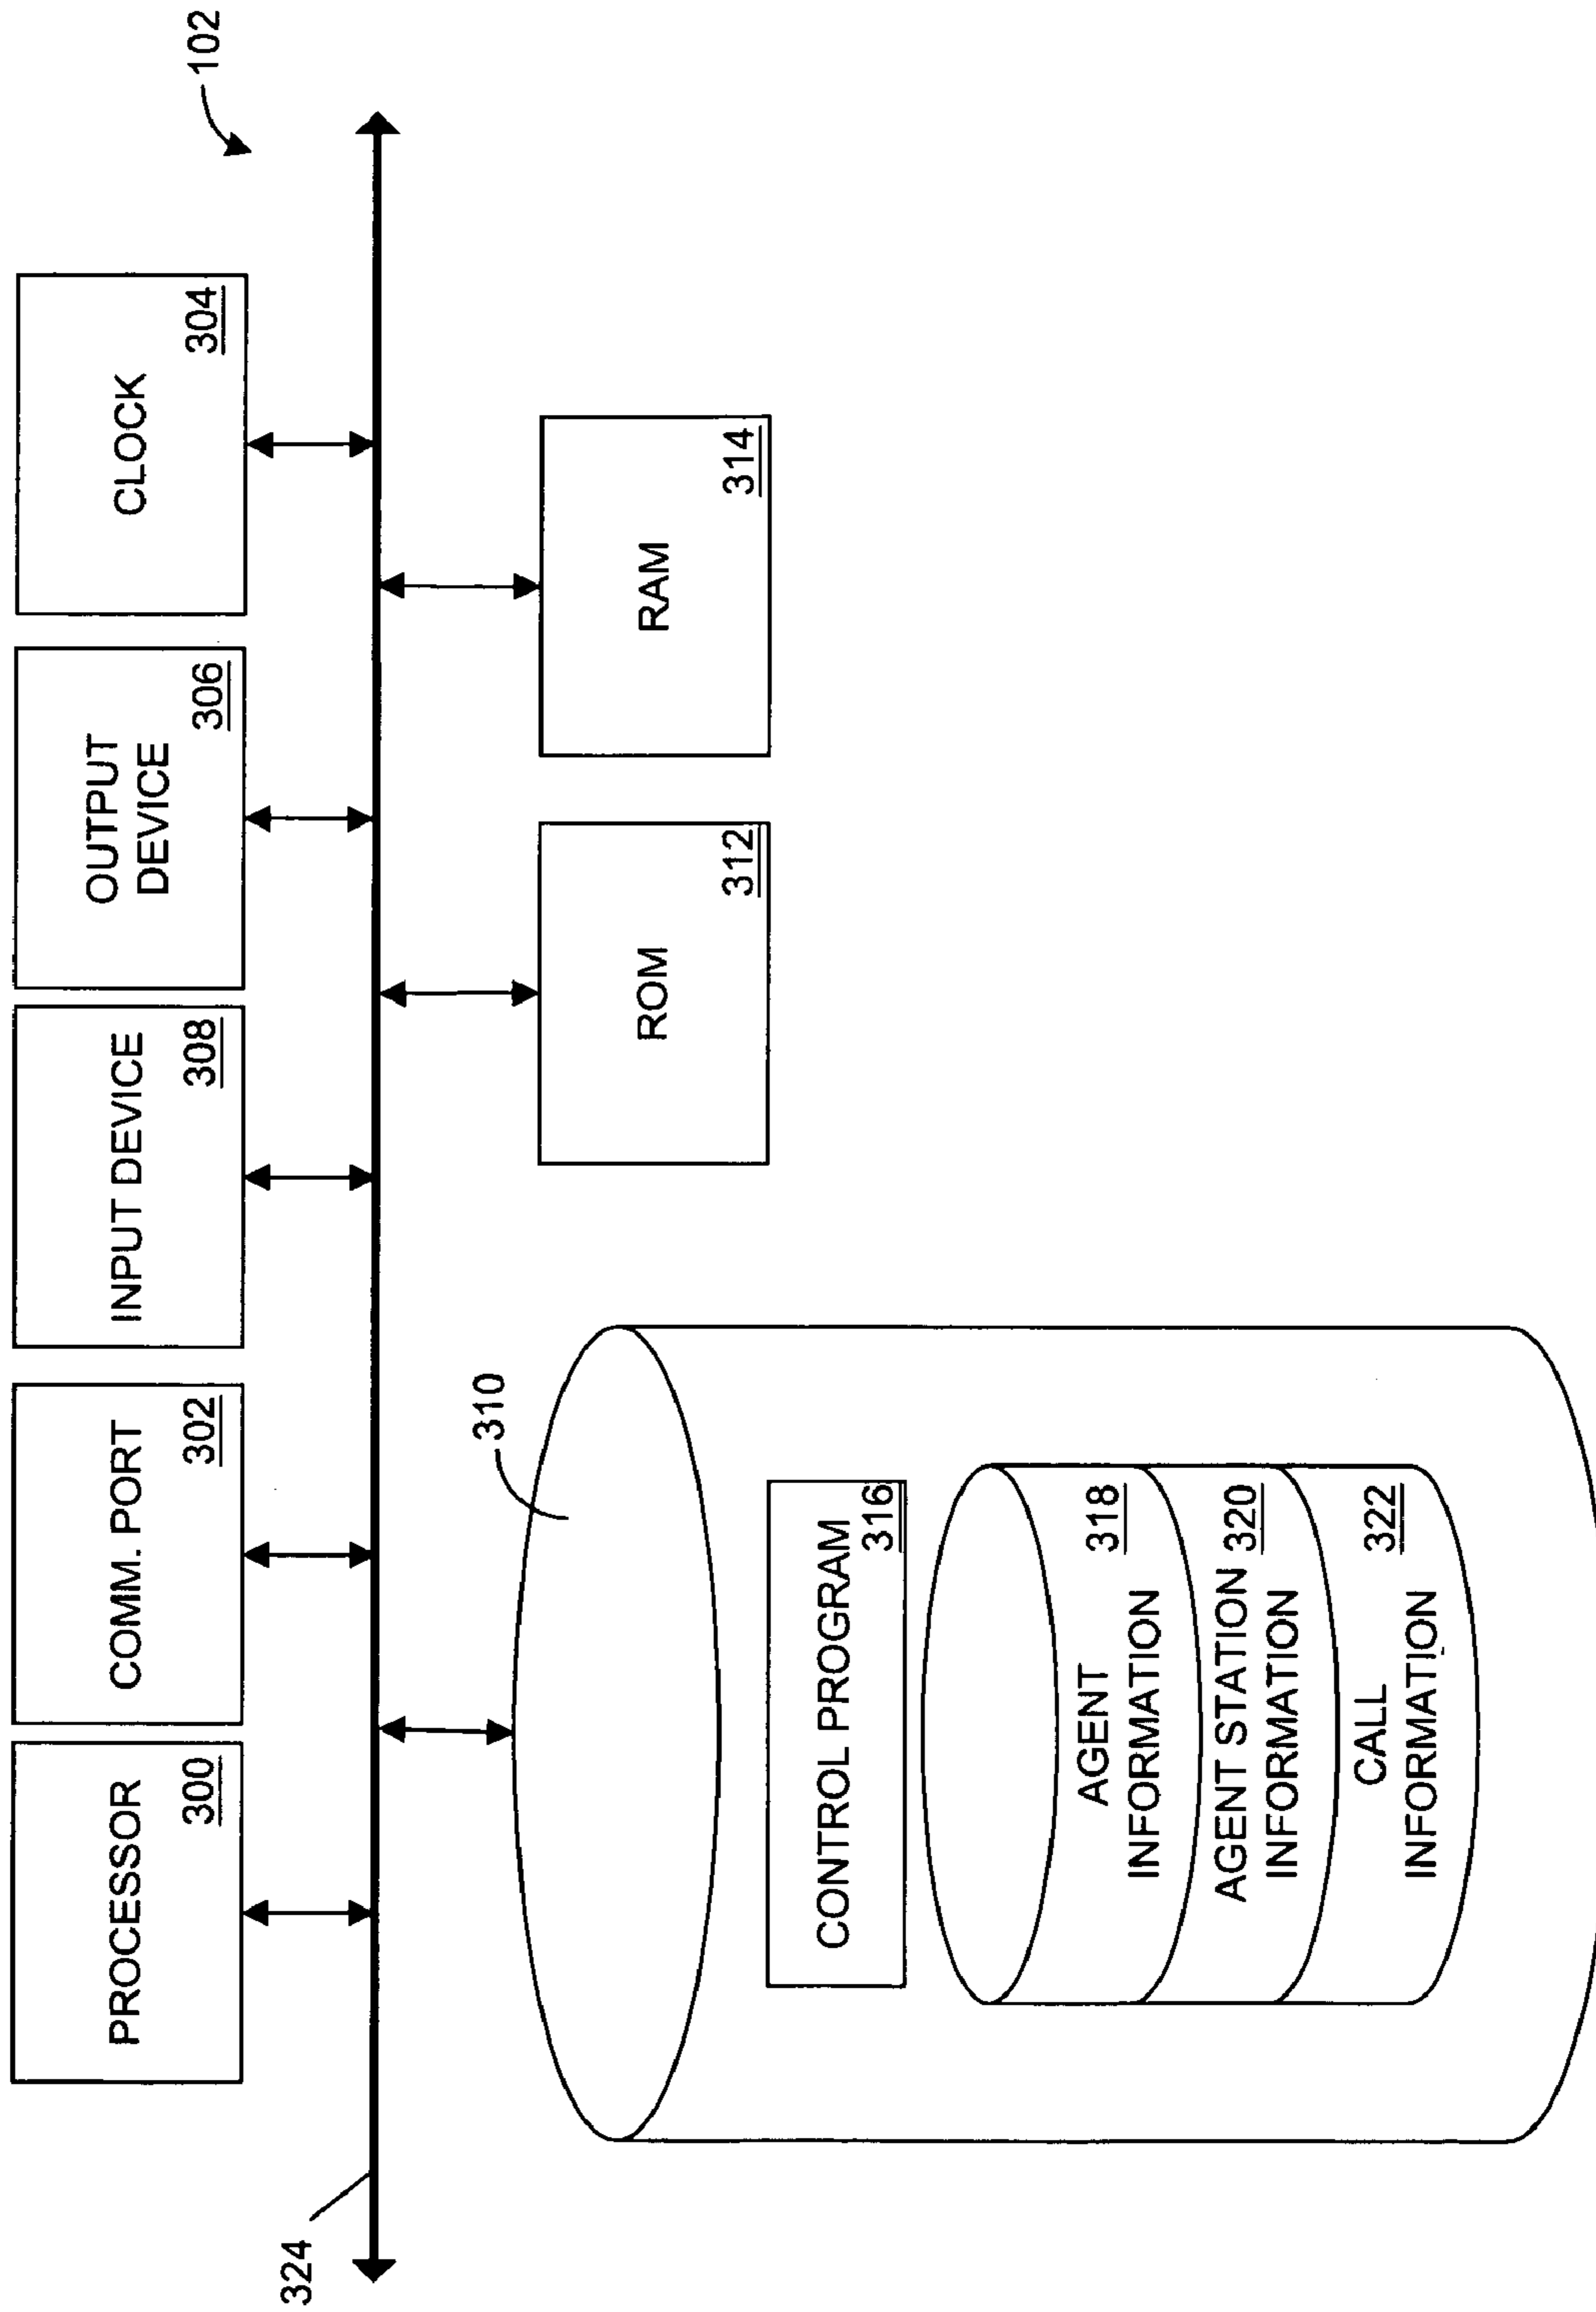 102
PROCESSOR
300
COMM. PORT
302
INPUT DEVICE
308
OUTPUT
DEVICE
306
CLOCK
304
324
310
ROM
312
RAM
314
CONTROL PROGRAM
316
AGENT
INFORMATION
318
AGENT STATION
INFORMATION
320
CALL
INFORMATION
322